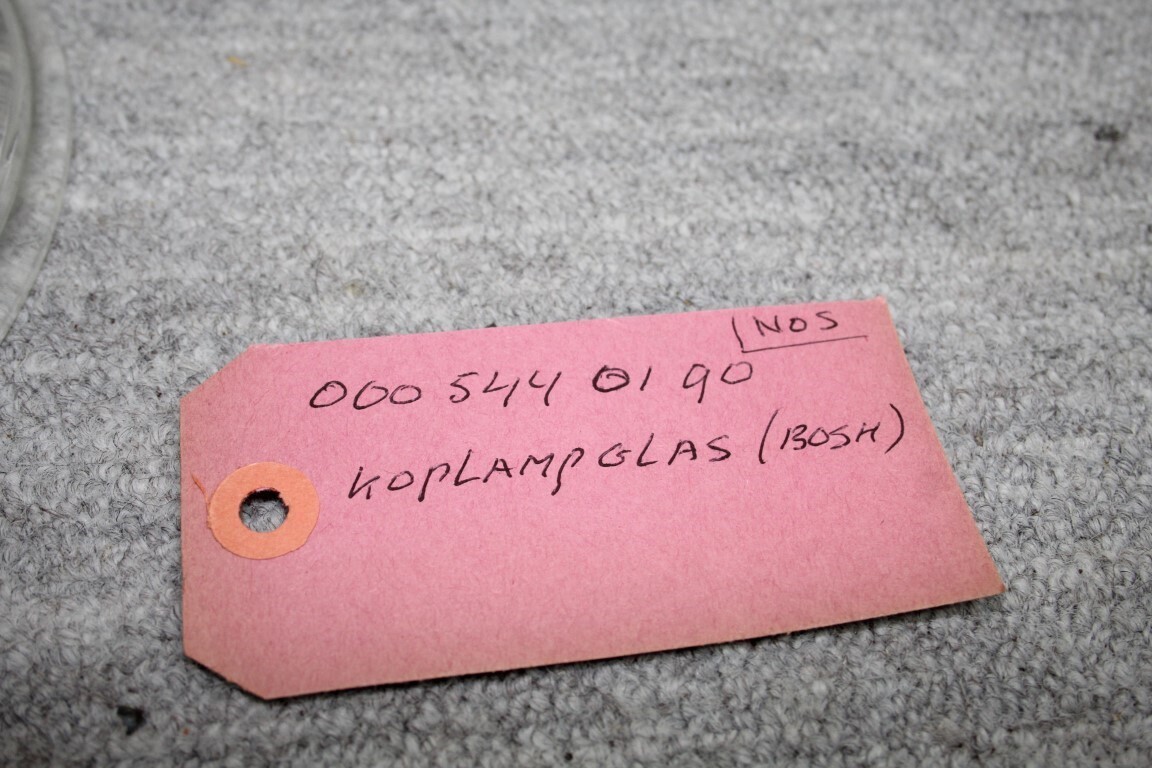 NOS
000 544 01 90
KOPLAMPGLAS (BOSH)